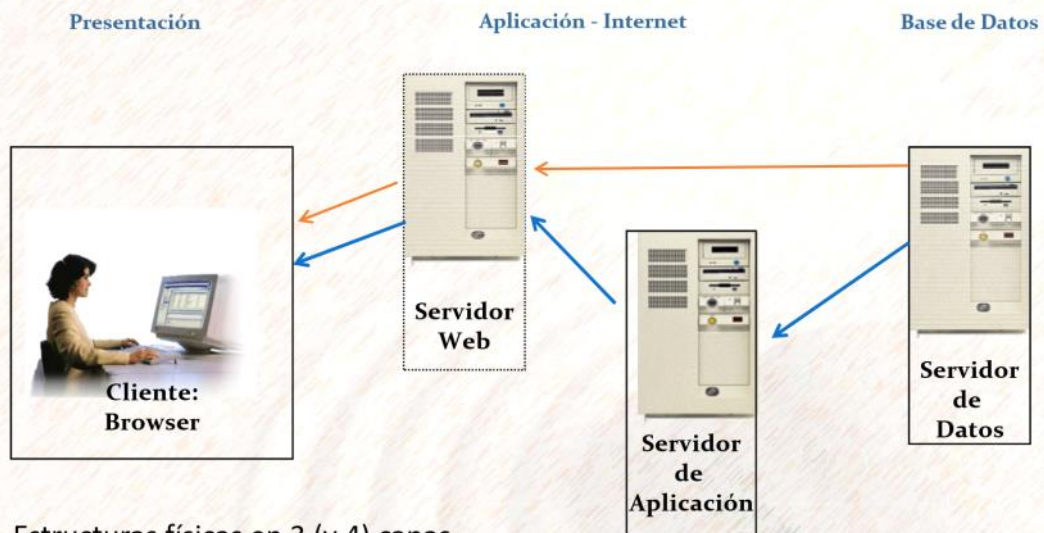 Presentación
Aplicación - Internet
Base de Datos
Cliente:
Browser
Servidor
Web
Servidor
de
Aplicación
Servidor
de
Datos
Estructuras físicas en 3 (y 4) capas